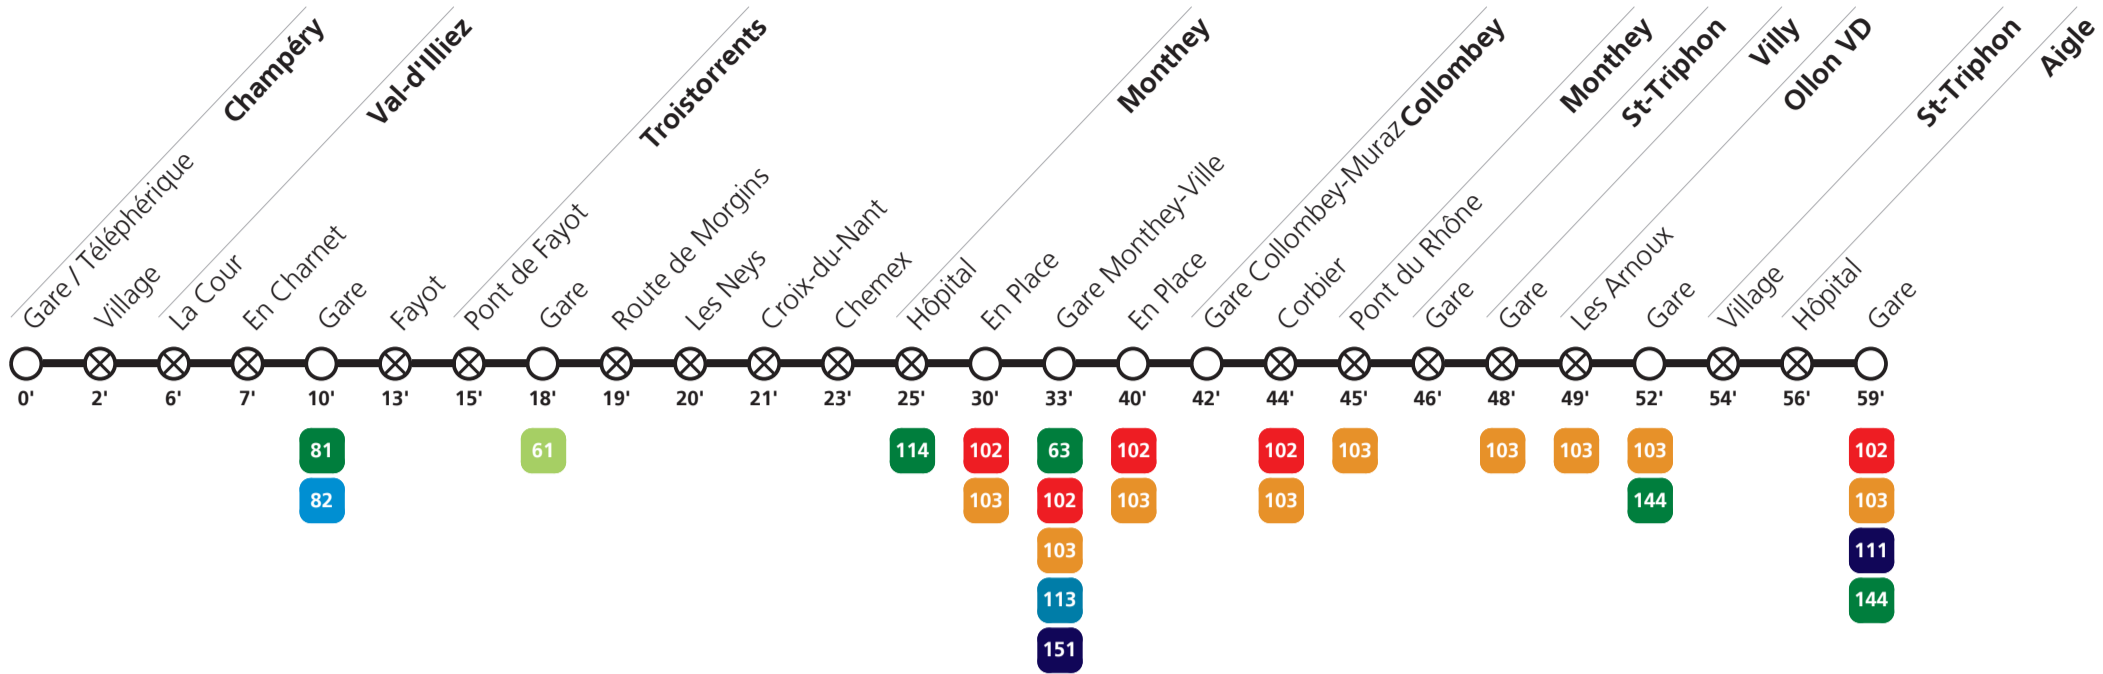 Champéry
Val-d'Illiez
Troistorrents
Monthey
Collombey
Monthey
St-Triphon
Villy
Ollon VD
St-Triphon
Aigle
Gare / Téléphérique
Village
La Cour
En Charnet
Gare
Fayot
Pont de Fayot
Gare
Route de Morgins
Les Neys
Croix-du-Nant
Chemex
Hôpital
En Place
Gare Monthey-Ville
En Place
Gare Collombey-Muraz
Corbier
Pont du Rhône
Gare
Gare
Les Arnoux
Gare
Village
Hôpital
Gare
0' 2' 6' 7' 10' 13' 15' 18' 19' 20' 21' 23' 25' 30' 33' 40' 42' 44' 45' 46' 48' 49' 52' 54' 56' 59'
81 61 114 102 63 102 102 103 103 103 103 102
82 103 102 103 103 144 103
103 111
113 144
151